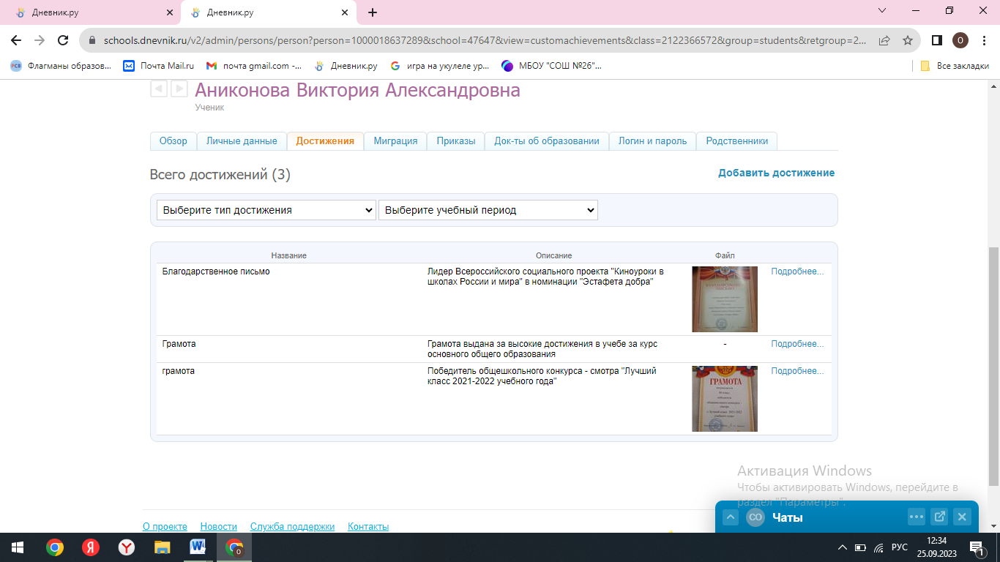 Дневник.ру
Дневник.ру
schools.dnevnik.ru/v2/admin/persons/person?person=1000018637289&school=47647&view=customachievements&class=2122366572&group=students&retgroup=2...
О
Флагманы образов...
Почта Mail.ru
почта gmail.com -...
Дневник.ру
игра на укулеле ур...
МБОУ "СОШ №26"...
Все закладки
Аниконова Виктория Александровна
Ученик
Обзор
Личные данные
Достижения
Миграция
Приказы
Док-ты об образовании
Логин и пароль
Родственники
Всего достижений (3)
Добавить достижение
Выберите тип достижения
Выберите учебный период
Название
Описание
Файл
Благодарственное письмо
Лидер Всероссийского социального проекта "Киноуроки в
школах России и мира" в номинации "Эстафета добра"
Подробнее...
Грамота
Грамота выдана за высокие достижения в учебе за курс
основного общего образования
-
Подробнее...
грамота
Победитель общешкольного конкурса - смотра "Лучший
класс 2021-2022 учебного года"
ГРАМОТА
Подробнее...
Активация Windows
Чтобы активировать Windows, перейдите в
раздел "Параметры".
СО
Чаты
О проекте
Новости
Служба поддержки
Контакты
РУС
12:34
25.09.2023
1